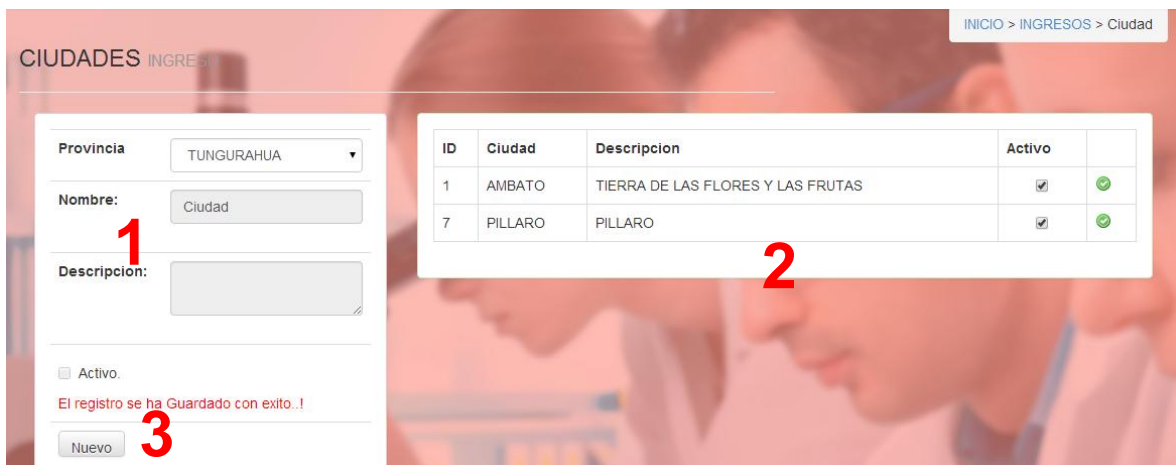 INICIO > INGRESOS > Ciudad
CIUDADES INGRESO
Provincia TUNGURAHUA
Nombre: Ciudad
1
Descripcion:
Activo.
El registro se ha Guardado con exito..!
Nuevo 3
ID Ciudad Descripcion Activo
1 AMBATO TIERRA DE LAS FLORES Y LAS FRUTAS
7 PILLARO PILLARO
2